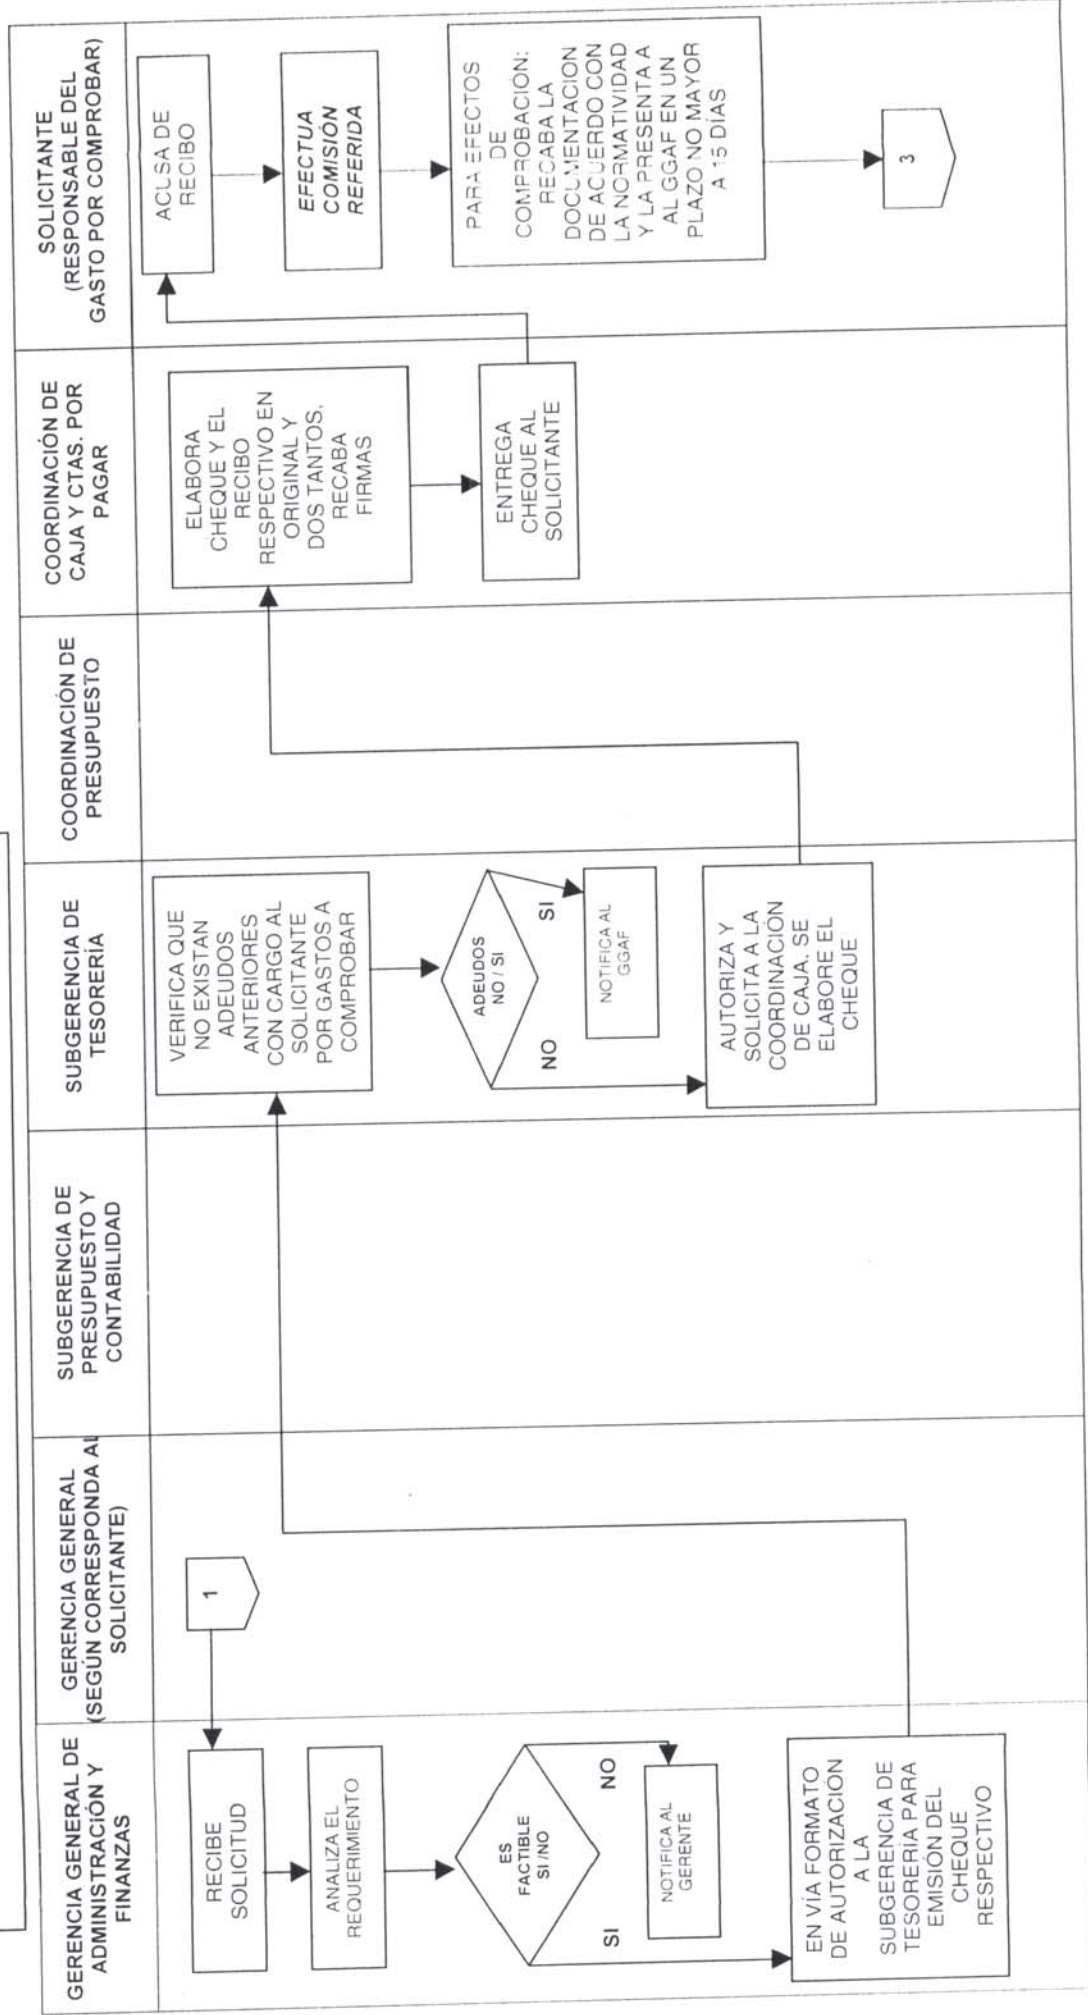 GERENCIA GENERAL DE
ADMINISTRACIÓN Y
FINANZAS
GERENCIA GENERAL
(SEGÚN CORRESPONDA AL
SOLICITANTE)
SUBGERENCIA DE
PRESUPUESTO Y
CONTABILIDAD
SUBGERENCIA DE
TESORERÍA
COORDINACIÓN DE
PRESUPUESTO
COORDINACIÓN DE
CAJA Y CTAS. POR
PAGAR
SOLICITANTE
(RESPONSABLE DEL
GASTO POR COMPROBAR)
RECIBE
SOLICITUD
ANALIZA EL
REQUERIMIENTO
ES
FACTIBLE
SI /NO
SI
NO
NOTIFICA AL
GERENTE
EN VÍA FORMATO
DE AUTORIZACIÓN
A LA
SUBGERENCIA DE
TESORERIA PARA
EMISIÓN DEL
CHEQUE
RESPECTIVO
1
VERIFICA QUE
NO EXISTAN
ADEUDOS
ANTERIORES
CON CARGO AL
SOLICITANTE
POR GASTOS A
COMPROBAR
ADEUDOS
NO / SI
NO
SI
NOTIFICA AL
GGAF
AUTORIZA Y
SOLICITA A LA
COORDINACIÓN
DE CAJA. SE
ELABORE EL
CHEQUE
ELABORA
CHEQUE Y EL
RECIBO
RESPECTIVO EN
ORIGINAL Y
DOS TANTOS.
RECABA
FIRMAS
ENTREGA
CHEQUE AL
SOLICITANTE
ACUSA DE
RECIBO
EFECTUA
COMISIÓN
REFERIDA
PARA EFECTOS
DE
COMPROBACIÓN:
RECABA LA
DOCUMENTACION
DE ACUERDO CON
LA NORMATIVIDAD
Y LA PRESENTA A
AL GGAF EN UN
PLAZO NO MAYOR
A 15 DÍAS
3